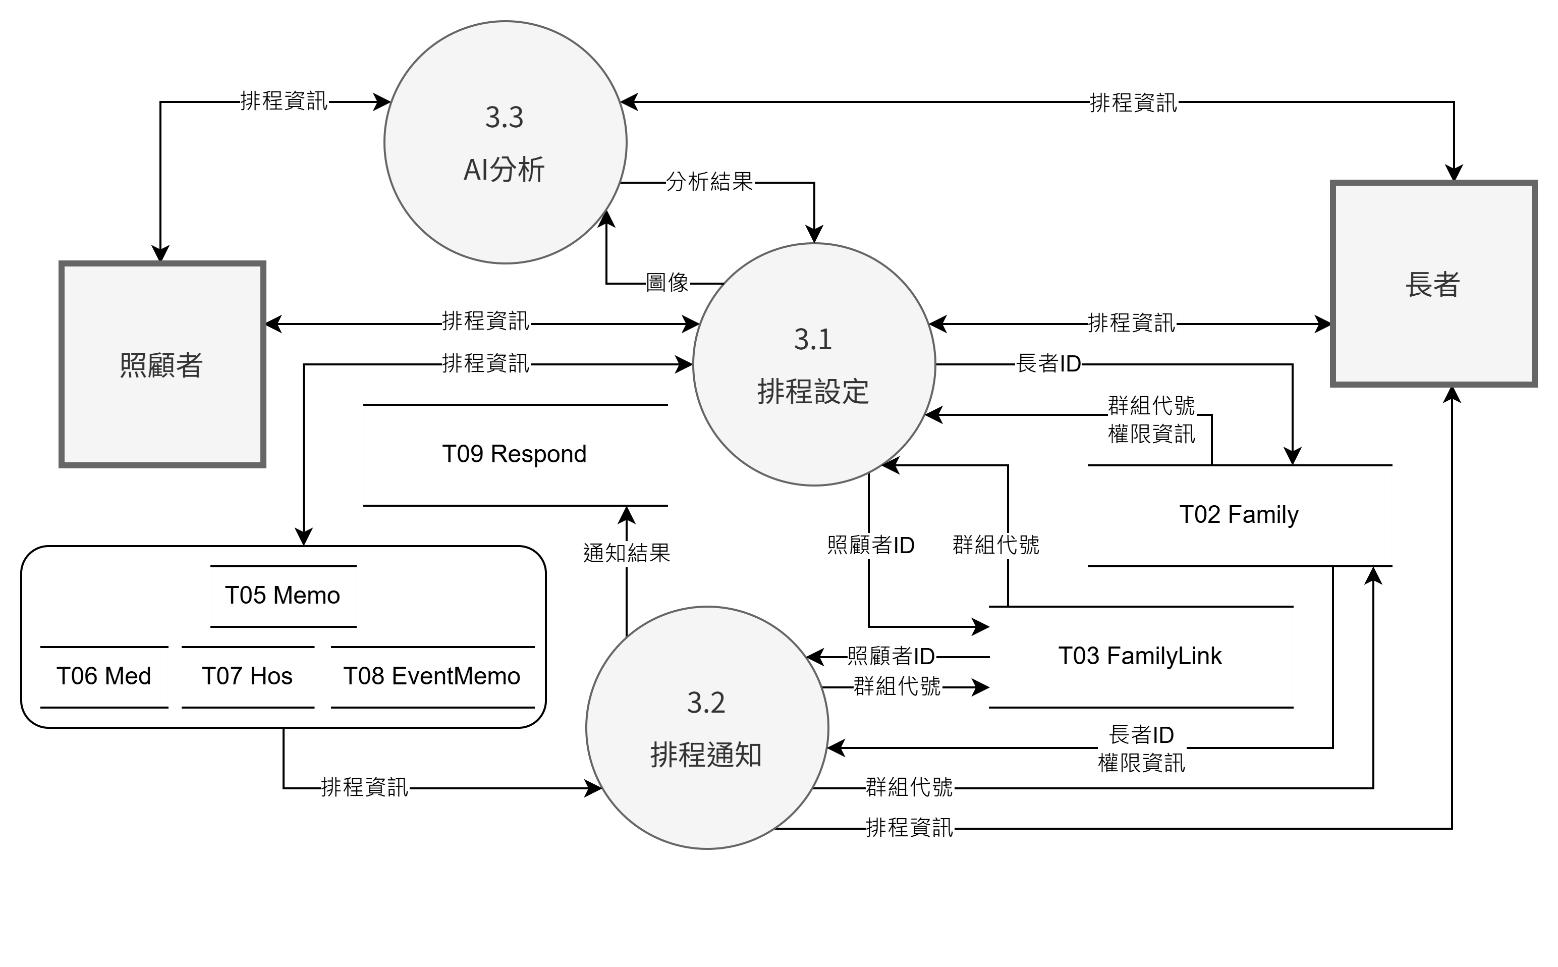 排程資訊
排程資訊
3.3
AI分析
分析結果
圖像
長者
排程資訊
排程資訊
3.1
排程設定
照顧者
排程資訊
長者ID
群組代號
權限資訊
T09 Respond
T02 Family
通知結果
照顧者ID
群組代號
T05 Memo
T06 Med
T07 Hos
T08 EventMemo
照顧者ID
T03 FamilyLink
群組代號
3.2
排程通知
長者ID
權限資訊
排程資訊
群組代號
排程資訊